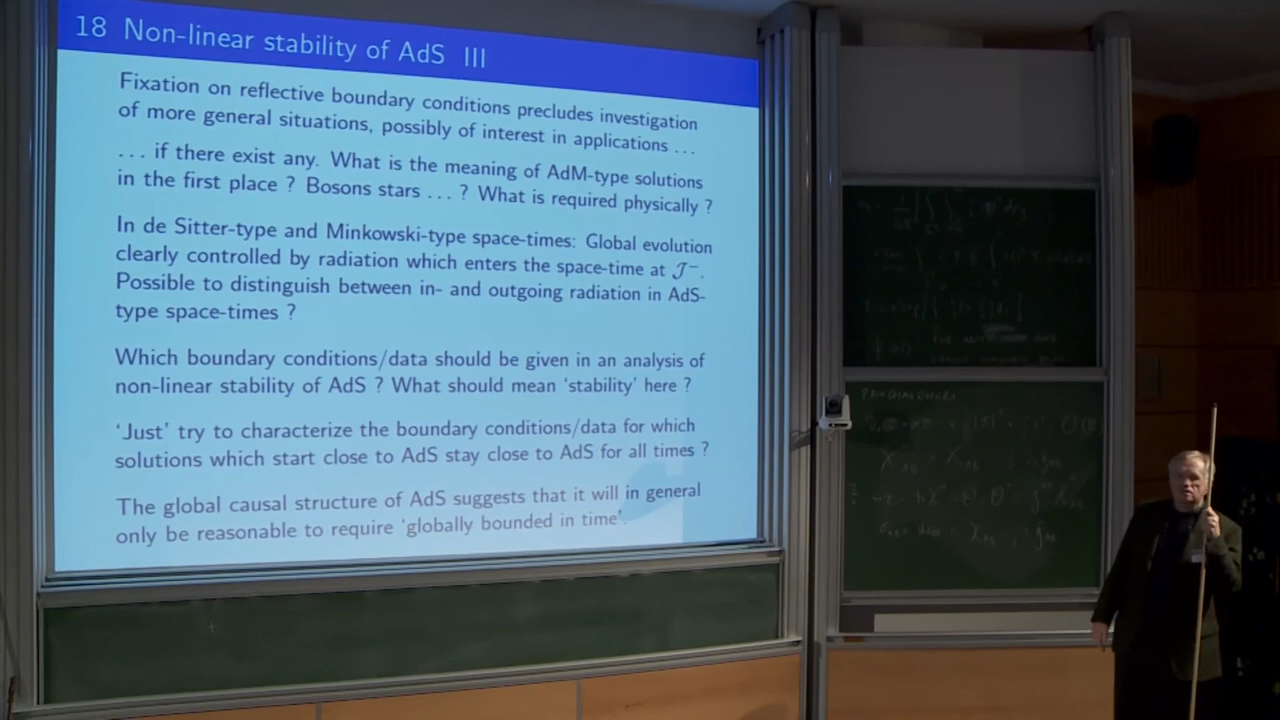 18 Non-linear stability of AdS III
Fixation on reflective boundary conditions precludes investigation
of more general situations, possibly of interest in applications ...
... if there exist any. What is the meaning of AdM-type solutions
in the first place ? Bosons stars ... ? What is required physically ?
In de Sitter-type and Minkowski-type space-times: Global evolution
clearly controlled by radiation which enters the space-time at 𝒥⁻.
Possible to distinguish between in- and outgoing radiation in AdS-
type space-times ?
Which boundary conditions/data should be given in an analysis of
non-linear stability of AdS ? What should mean ‘stability’ here ?
‘Just’ try to characterize the boundary conditions/data for which
solutions which start close to AdS stay close to AdS for all times ?
The global causal structure of AdS suggests that it will in general
only be reasonable to require ‘globally bounded in time’.